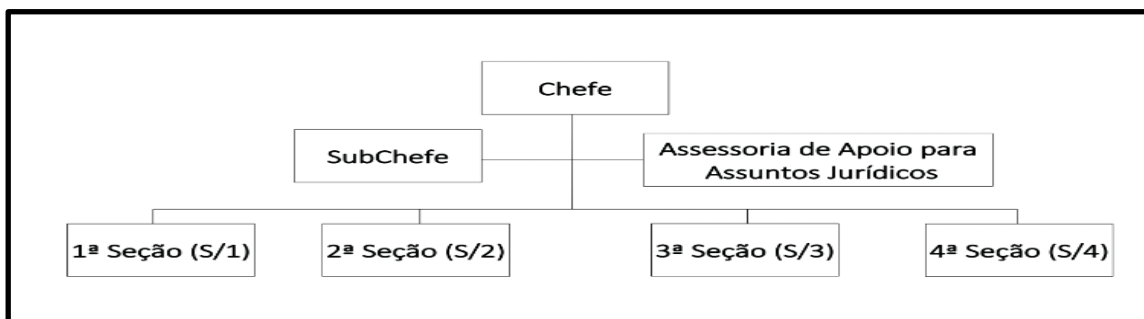 Chefe
SubChefe
Assessoria de Apoio para
Assuntos Jurídicos
1ª Seção (S/1)
2ª Seção (S/2)
3ª Seção (S/3)
4ª Seção (S/4)